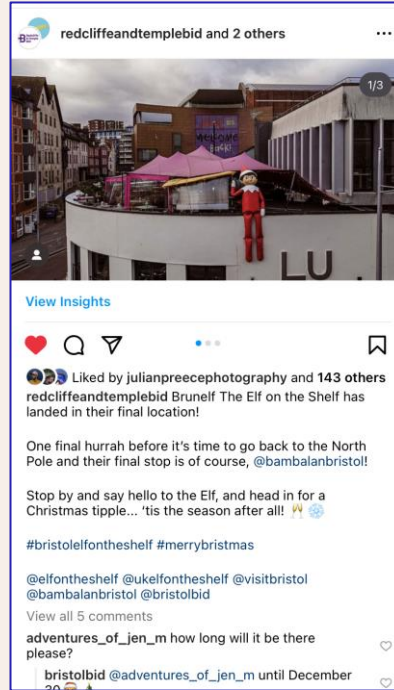 redcliffeandtemplebid and 2 others
1/3
welcome
back!
LU
View Insights
Liked by julianpreecephotography and 143 others
redcliffeandtemplebid Brunelf The Elf on the Shelf has
landed in their final location!
One final hurrah before it's time to go back to the North
Pole and their final stop is of course, @bambalanbristol!
Stop by and say hello to the Elf, and head in for a
Christmas tipple... 'tis the season after all! 🥂 ❄️
#bristolelfontheshelf #merrybristmas
@elfontheshelf @ukelfontheshelf @visitbristol
@bambalanbristol @bristolbid
View all 5 comments
adventures_of_jen_m how long will it be there
please?
bristolbid @adventures_of_jen_m until December
30